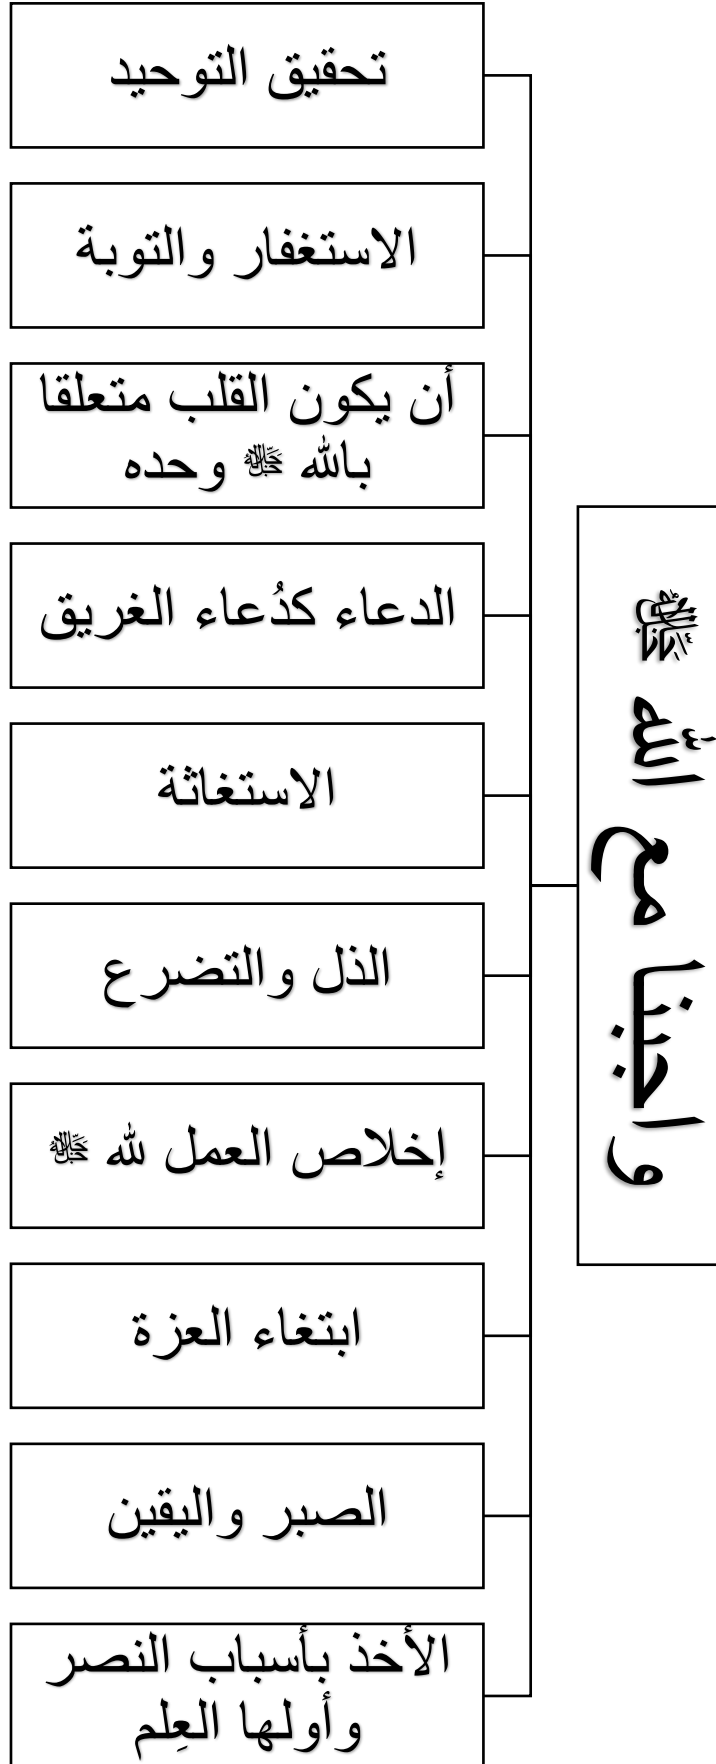 واجبنا مع الله ﷻ
تحقيق التوحيد
الاستغفار والتوبة
أن يكون القلب متعلقا
بالله ﷻ وحده
الدعاء كدُعاء الغريق
الاستغاثة
الذل والتضرع
إخلاص العمل لله ﷻ
ابتغاء العزة
الصبر واليقين
الأخذ بأسباب النصر
وأولها العِلم